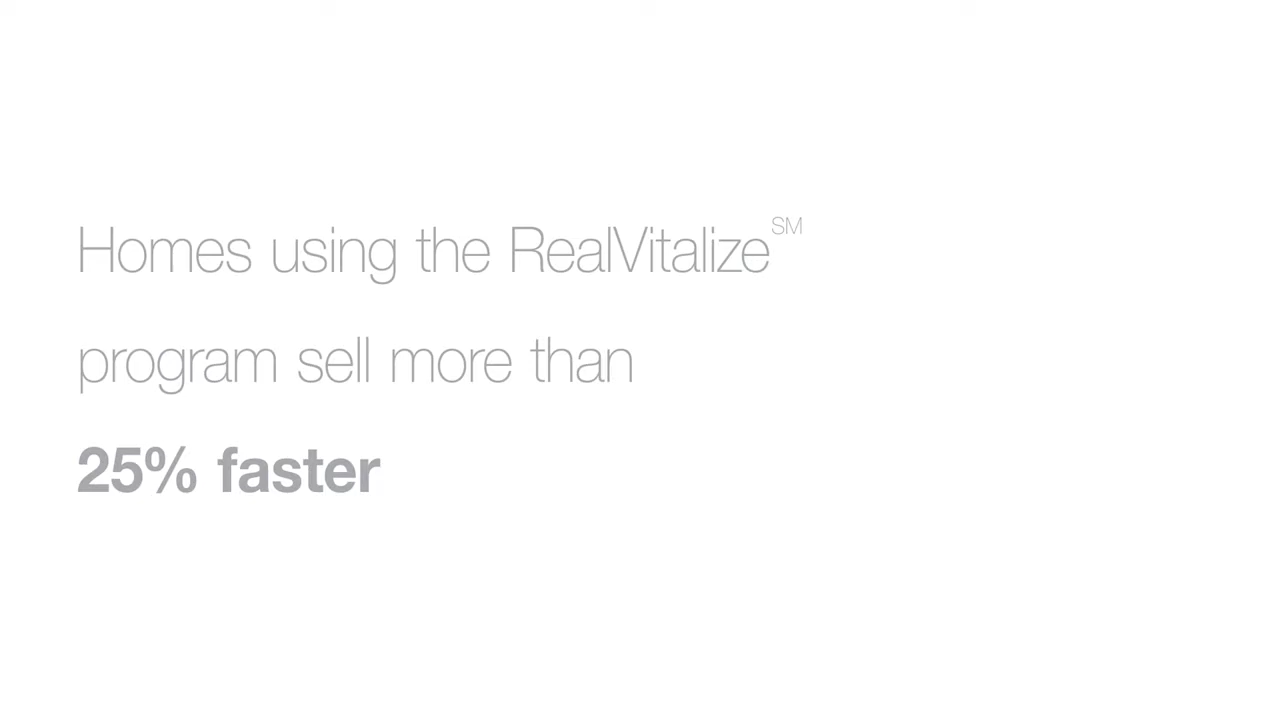 Homes using the RealVitalize℠
program sell more than
25% faster